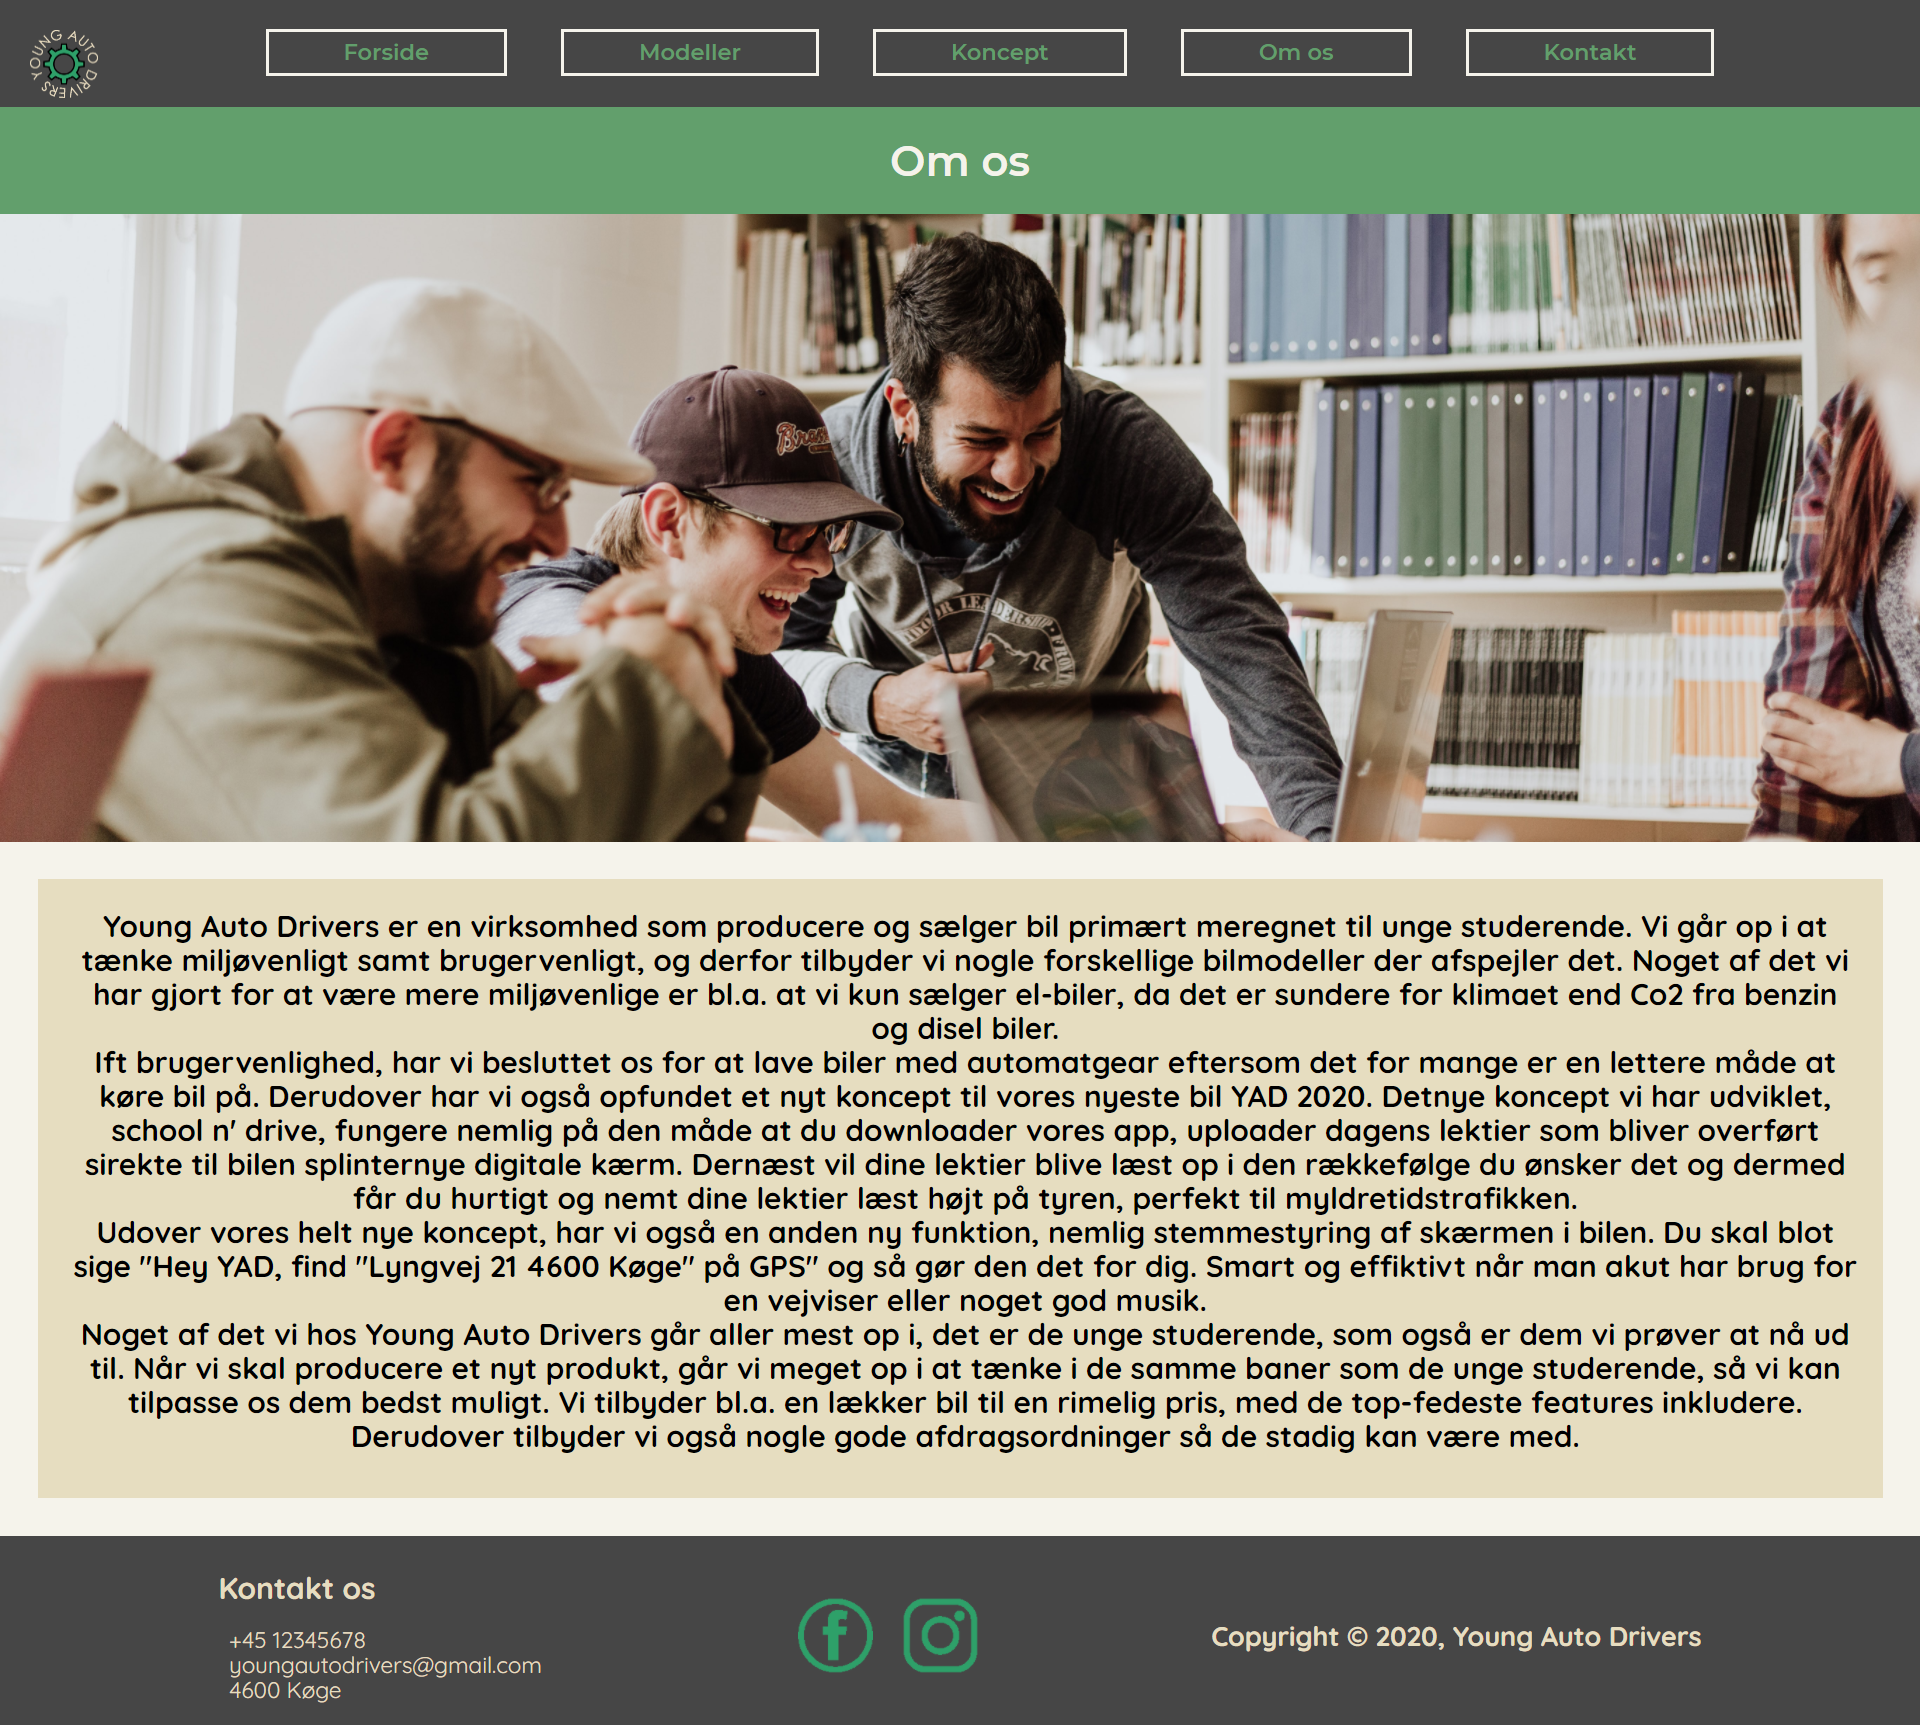 YOUNG AUTO DRIVERS
Forside
Modeller
Koncept
Om os
Kontakt
Om os
Young Auto Drivers er en virksomhed som producere og sælger bil primært meregnet til unge studerende. Vi går op i at
tænke miljøvenligt samt brugervenligt, og derfor tilbyder vi nogle forskellige bilmodeller der afspejler det. Noget af det vi
har gjort for at være mere miljøvenlige er bl.a. at vi kun sælger el-biler, da det er sundere for klimaet end Co2 fra benzin
og disel biler.
Ift brugervenlighed, har vi besluttet os for at lave biler med automatgear eftersom det for mange er en lettere måde at
køre bil på. Derudover har vi også opfundet et nyt koncept til vores nyeste bil YAD 2020. Detnye koncept vi har udviklet,
school n' drive, fungere nemlig på den måde at du downloader vores app, uploader dagens lektier som bliver overført
sirekte til bilen splinternye digitale kærm. Dernæst vil dine lektier blive læst op i den rækkefølge du ønsker det og dermed
får du hurtigt og nemt dine lektier læst højt på tyren, perfekt til myldretidstrafikken.
Udover vores helt nye koncept, har vi også en anden ny funktion, nemlig stemmestyring af skærmen i bilen. Du skal blot
sige "Hey YAD, find "Lyngvej 21 4600 Køge" på GPS" og så gør den det for dig. Smart og effiktivt når man akut har brug for
en vejviser eller noget god musik.
Noget af det vi hos Young Auto Drivers går aller mest op i, det er de unge studerende, som også er dem vi prøver at nå ud
til. Når vi skal producere et nyt produkt, går vi meget op i at tænke i de samme baner som de unge studerende, så vi kan
tilpasse os dem bedst muligt. Vi tilbyder bl.a. en lækker bil til en rimelig pris, med de top-fedeste features inkludere.
Derudover tilbyder vi også nogle gode afdragsordninger så de stadig kan være med.
Kontakt os
+45 12345678
youngautodrivers@gmail.com
4600 Køge
Copyright © 2020, Young Auto Drivers